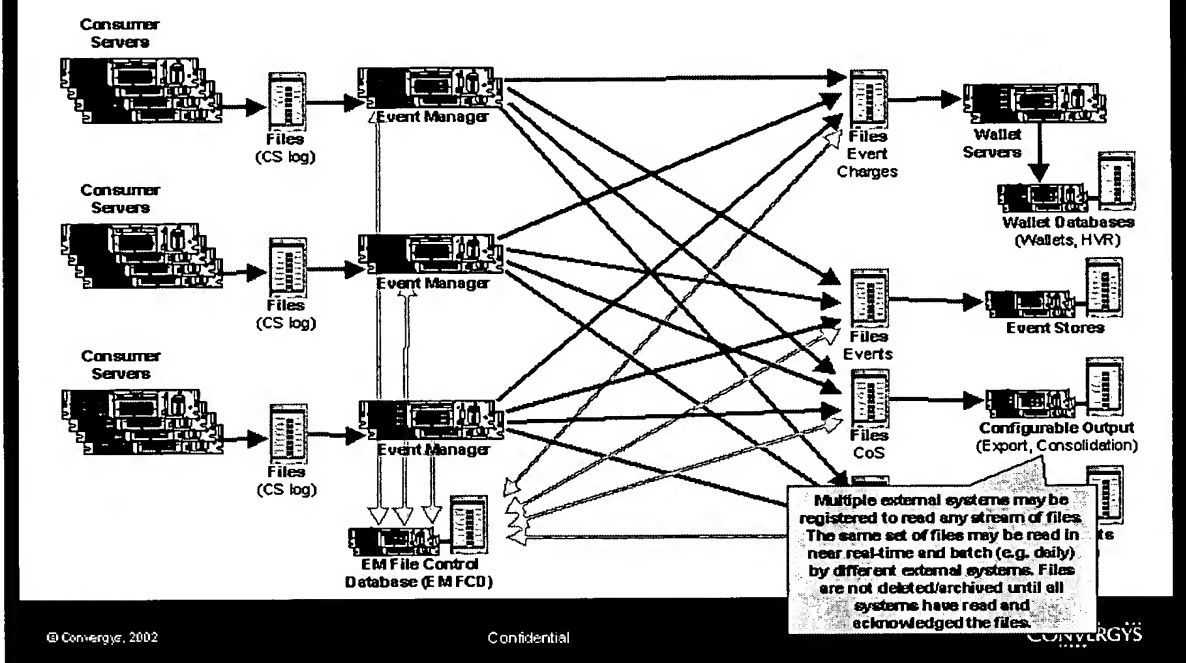 Consumer
Servers
Files
(CS log)
Event Manager
Consumer
Servers
Files
(CS log)
Event Manager
Consumer
Servers
Files
(CS log)
Event Manager
EM File Control
Database (EM FCD)
Files
Event
Charges
Wallet
Servers
Wallet Databases
(Wallets, HVR)
Files
Events
Event Stores
Files
CoS
Configurable Output
(Export, Consolidation)
Multiple external systems may be
registered to read any stream of files.
The same set of files may be read in
near real-time and batch (e.g. daily)
by different external systems. Files
are not deleted/archived until all
systems have read and
acknowledged the files.
© Convergys, 2002
Confidential
CONVERGYS